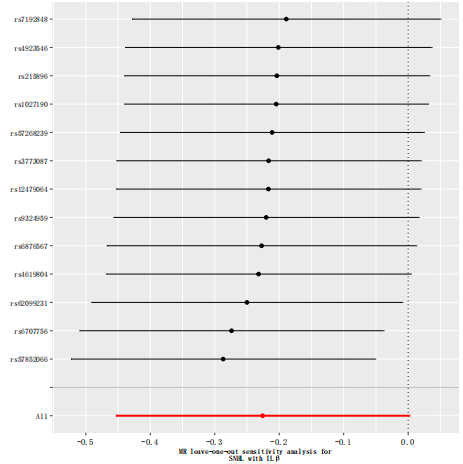 rs7192848
rs4923546
rs215896
rs1027190
rs57268239
rs3773087
rs12479064
rs9324959
rs6876567
rs4619804
rs62099231
rs6707756
rs57852066
All
-0.5 -0.4 -0.3 -0.2 -0.1 0.0
MR leave-one-out sensitivity analysis for
SNHL with ILβ